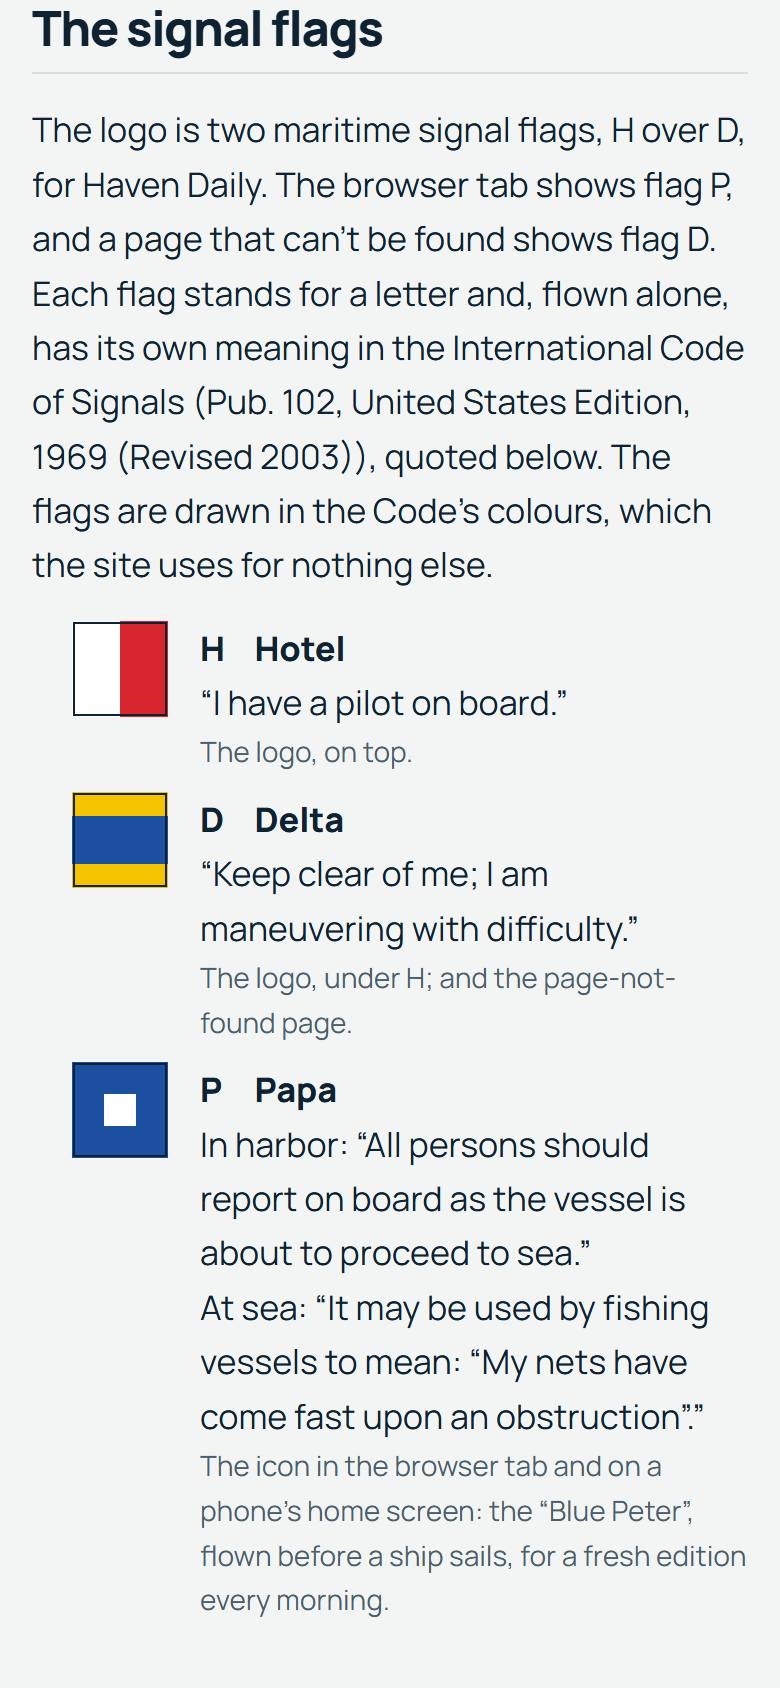 The signal flags
The logo is two maritime signal flags, H over D,
for Haven Daily. The browser tab shows flag P,
and a page that can’t be found shows flag D.
Each flag stands for a letter and, flown alone,
has its own meaning in the International Code
of Signals (Pub. 102, United States Edition,
1969 (Revised 2003)), quoted below. The
flags are drawn in the Code’s colours, which
the site uses for nothing else.
H Hotel
“I have a pilot on board.”
The logo, on top.
D Delta
“Keep clear of me; I am
maneuvering with difficulty.”
The logo, under H; and the page-not-
found page.
P Papa
In harbor: “All persons should
report on board as the vessel is
about to proceed to sea.”
At sea: “It may be used by fishing
vessels to mean: “My nets have
come fast upon an obstruction”.”
The icon in the browser tab and on a
phone’s home screen: the “Blue Peter”,
flown before a ship sails, for a fresh edition
every morning.